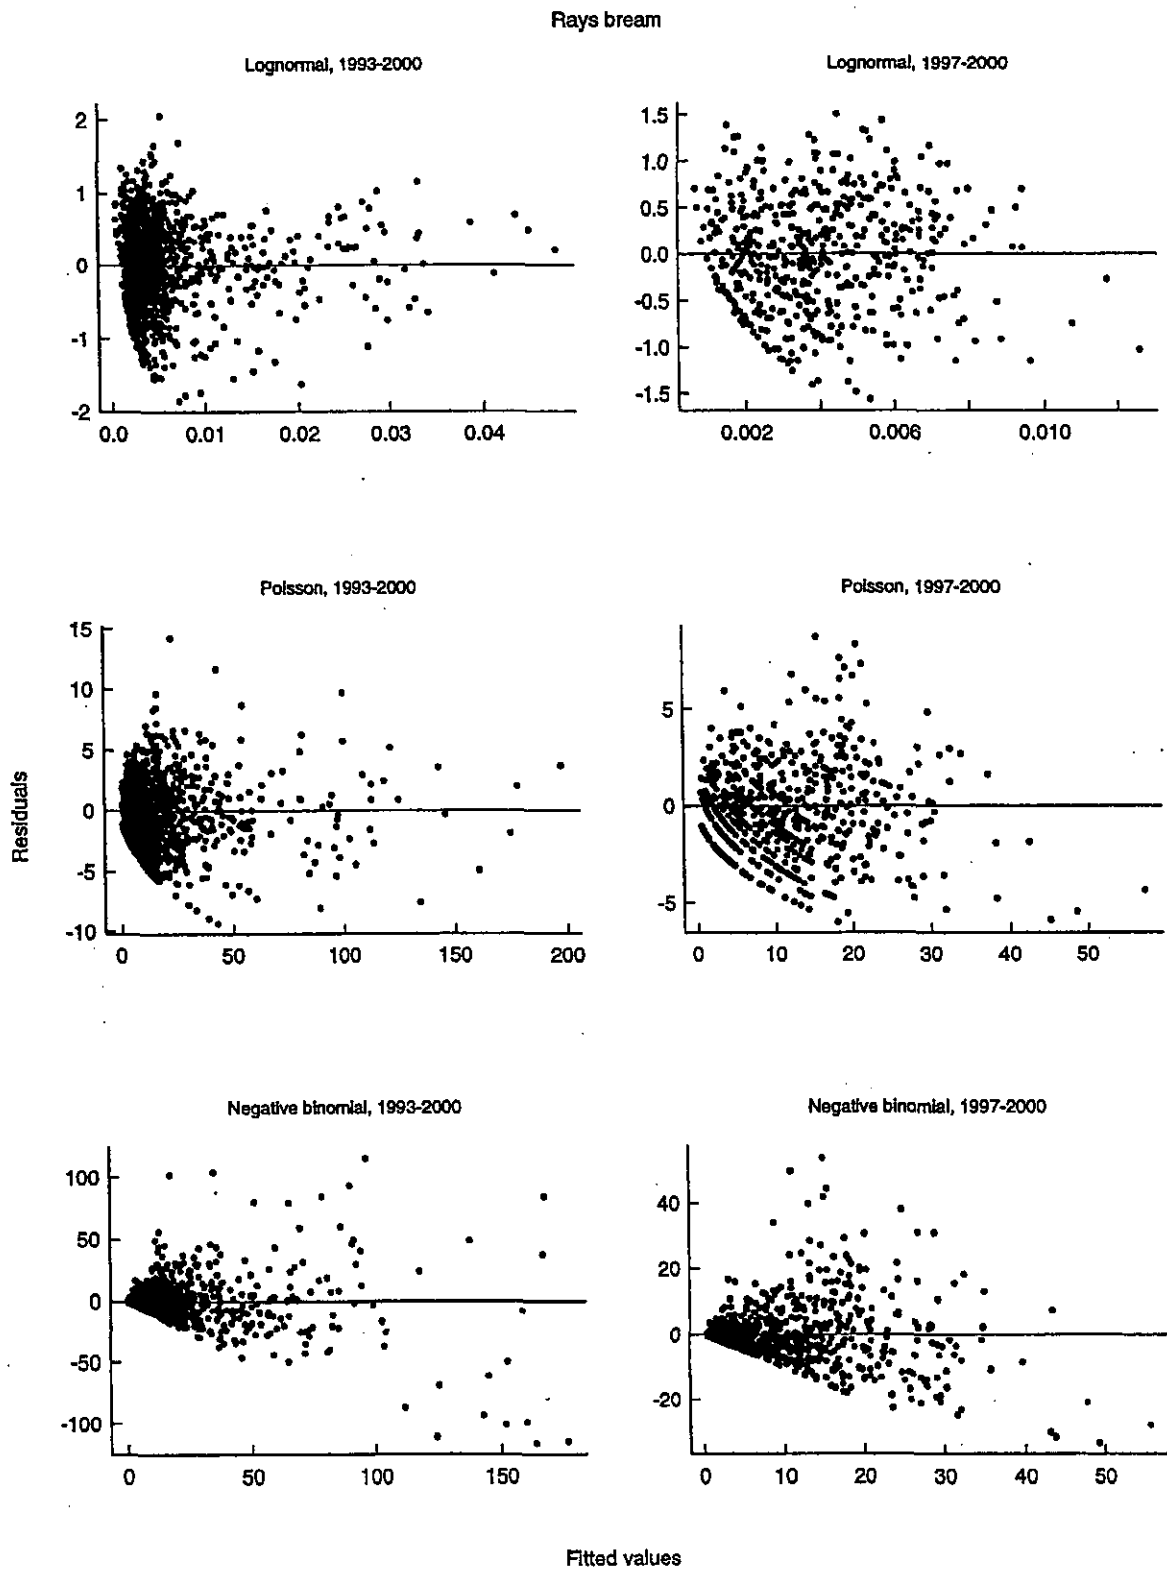 Rays bream
Lognormal, 1993-2000
Lognormal, 1997-2000
2
1
0
-1
-2
0.0 0.01 0.02 0.03 0.04
1.5
1.0
0.5
0.0
-0.5
-1.0
-1.5
0.002 0.006 0.010
Poisson, 1993-2000
Poisson, 1997-2000
Residuals
15
10
5
0
-5
-10
0 50 100 150 200
5
0
-5
0 10 20 30 40 50
Negative binomial, 1993-2000
Negative binomial, 1997-2000
100
50
0
-50
-100
0 50 100 150
40
20
0
-20
0 10 20 30 40 50
Fitted values